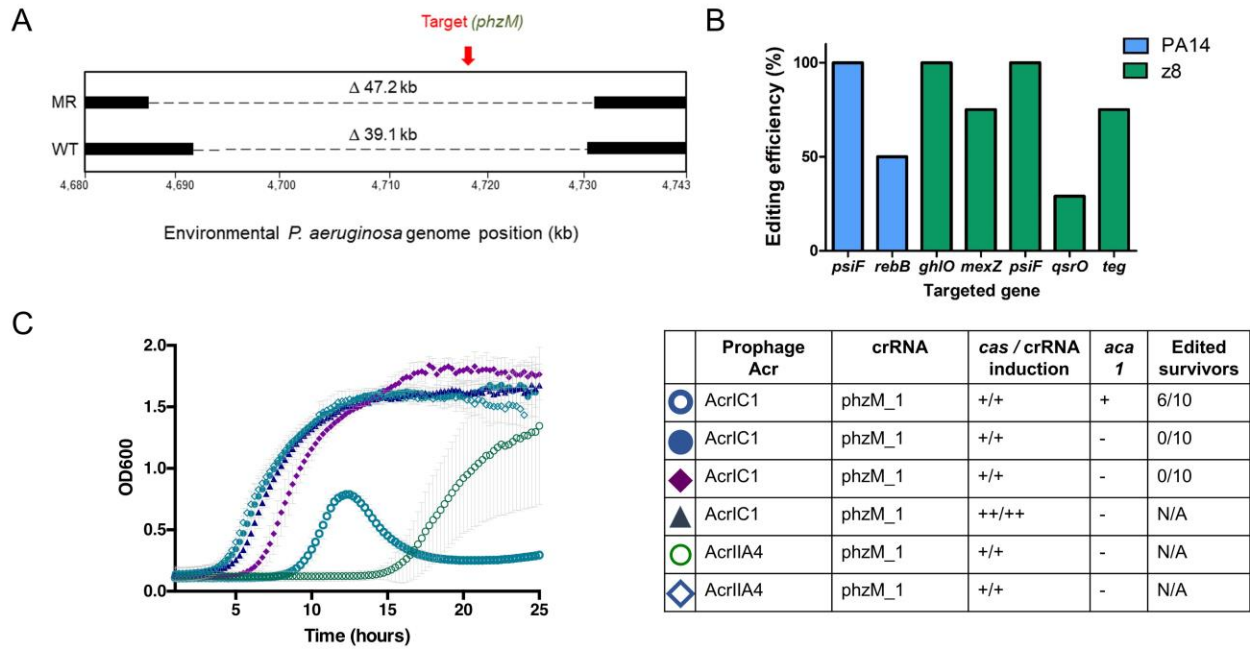 A
Target (phzM)
Δ 47.2 kb
MR
Δ 39.1 kb
WT
4,680 4,690 4,700 4,710 4,720 4,730 4,743
Environmental P. aeruginosa genome position (kb)
B
PA14
z8
Editing efficiency (%)
100
50
0
psiF rebB ghlO mexZ psiF qsrO teg
Targeted gene
C
OD600
2.0
1.5
1.0
0.5
0.0
5 10 15 20 25
Time (hours)
Prophage Acr crRNA cas / crRNA induction aca 1 Edited survivors
AcrIC1 phzM_1 +/+ + 6/10
AcrIC1 phzM_1 +/+ - 0/10
AcrIC1 phzM_1 +/+ - 0/10
AcrIC1 phzM_1 ++/++ - N/A
AcrIIA4 phzM_1 +/+ - N/A
AcrIIA4 phzM_1 +/+ - N/A